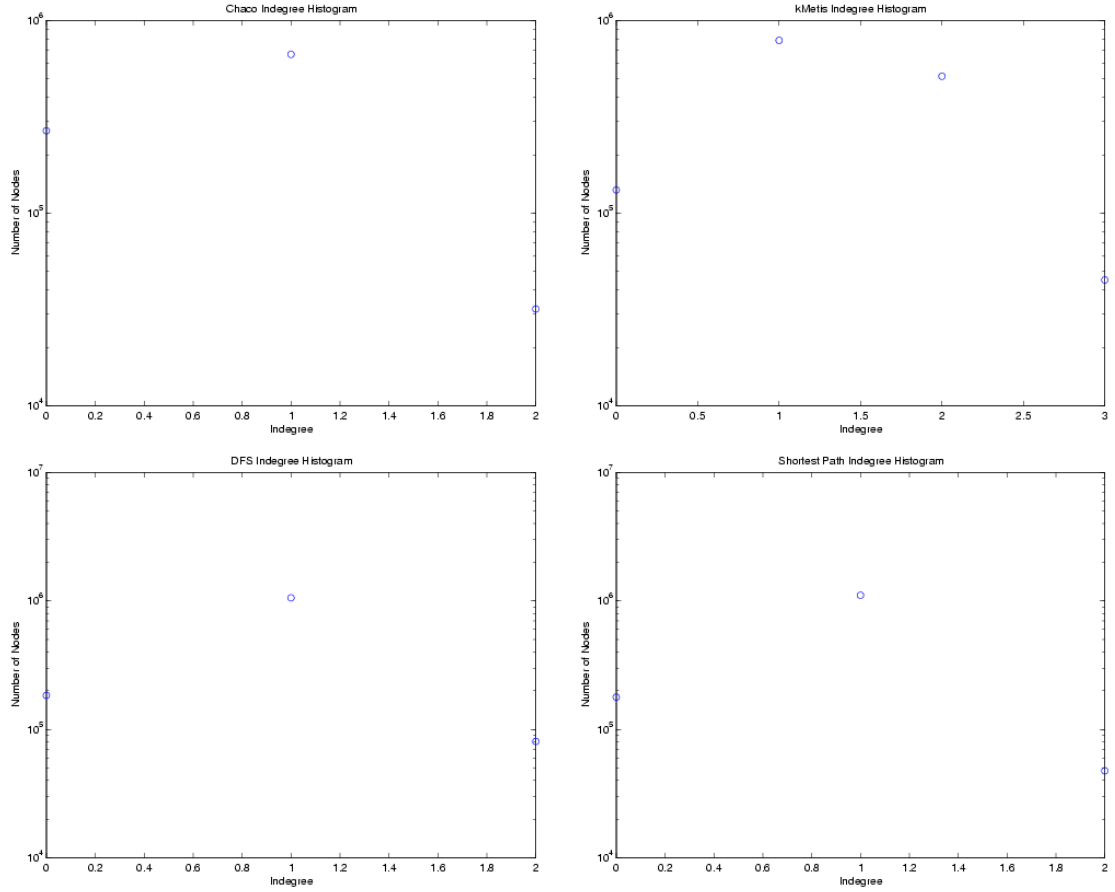 Chaco Indegree Histogram
10^6
10^5
10^4
Number of Nodes
0 0.2 0.4 0.6 0.8 1 1.2 1.4 1.6 1.8 2
Indegree
kMetis Indegree Histogram
10^6
10^5
10^4
Number of Nodes
0 0.5 1 1.5 2 2.5 3
Indegree
DFS Indegree Histogram
10^7
10^6
10^5
10^4
Number of Nodes
0 0.2 0.4 0.6 0.8 1 1.2 1.4 1.6 1.8 2
Indegree
Shortest Path Indegree Histogram
10^7
10^6
10^5
10^4
Number of Nodes
0 0.2 0.4 0.6 0.8 1 1.2 1.4 1.6 1.8 2
Indegree